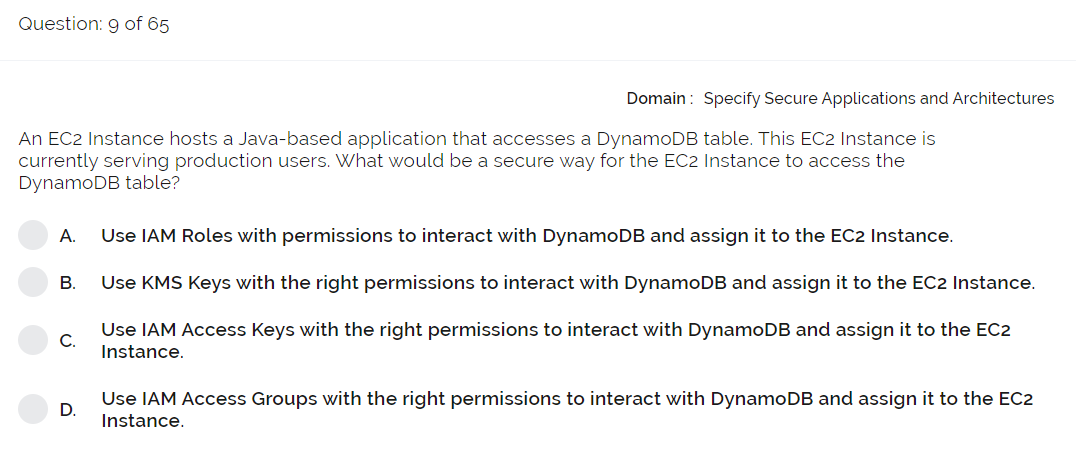 Question: 9 of 65
Domain : Specify Secure Applications and Architectures
An EC2 Instance hosts a Java-based application that accesses a DynamoDB table. This EC2 Instance is
currently serving production users. What would be a secure way for the EC2 Instance to access the
DynamoDB table?
A. Use IAM Roles with permissions to interact with DynamoDB and assign it to the EC2 Instance.
B. Use KMS Keys with the right permissions to interact with DynamoDB and assign it to the EC2 Instance.
C. Use IAM Access Keys with the right permissions to interact with DynamoDB and assign it to the EC2
Instance.
D. Use IAM Access Groups with the right permissions to interact with DynamoDB and assign it to the EC2
Instance.